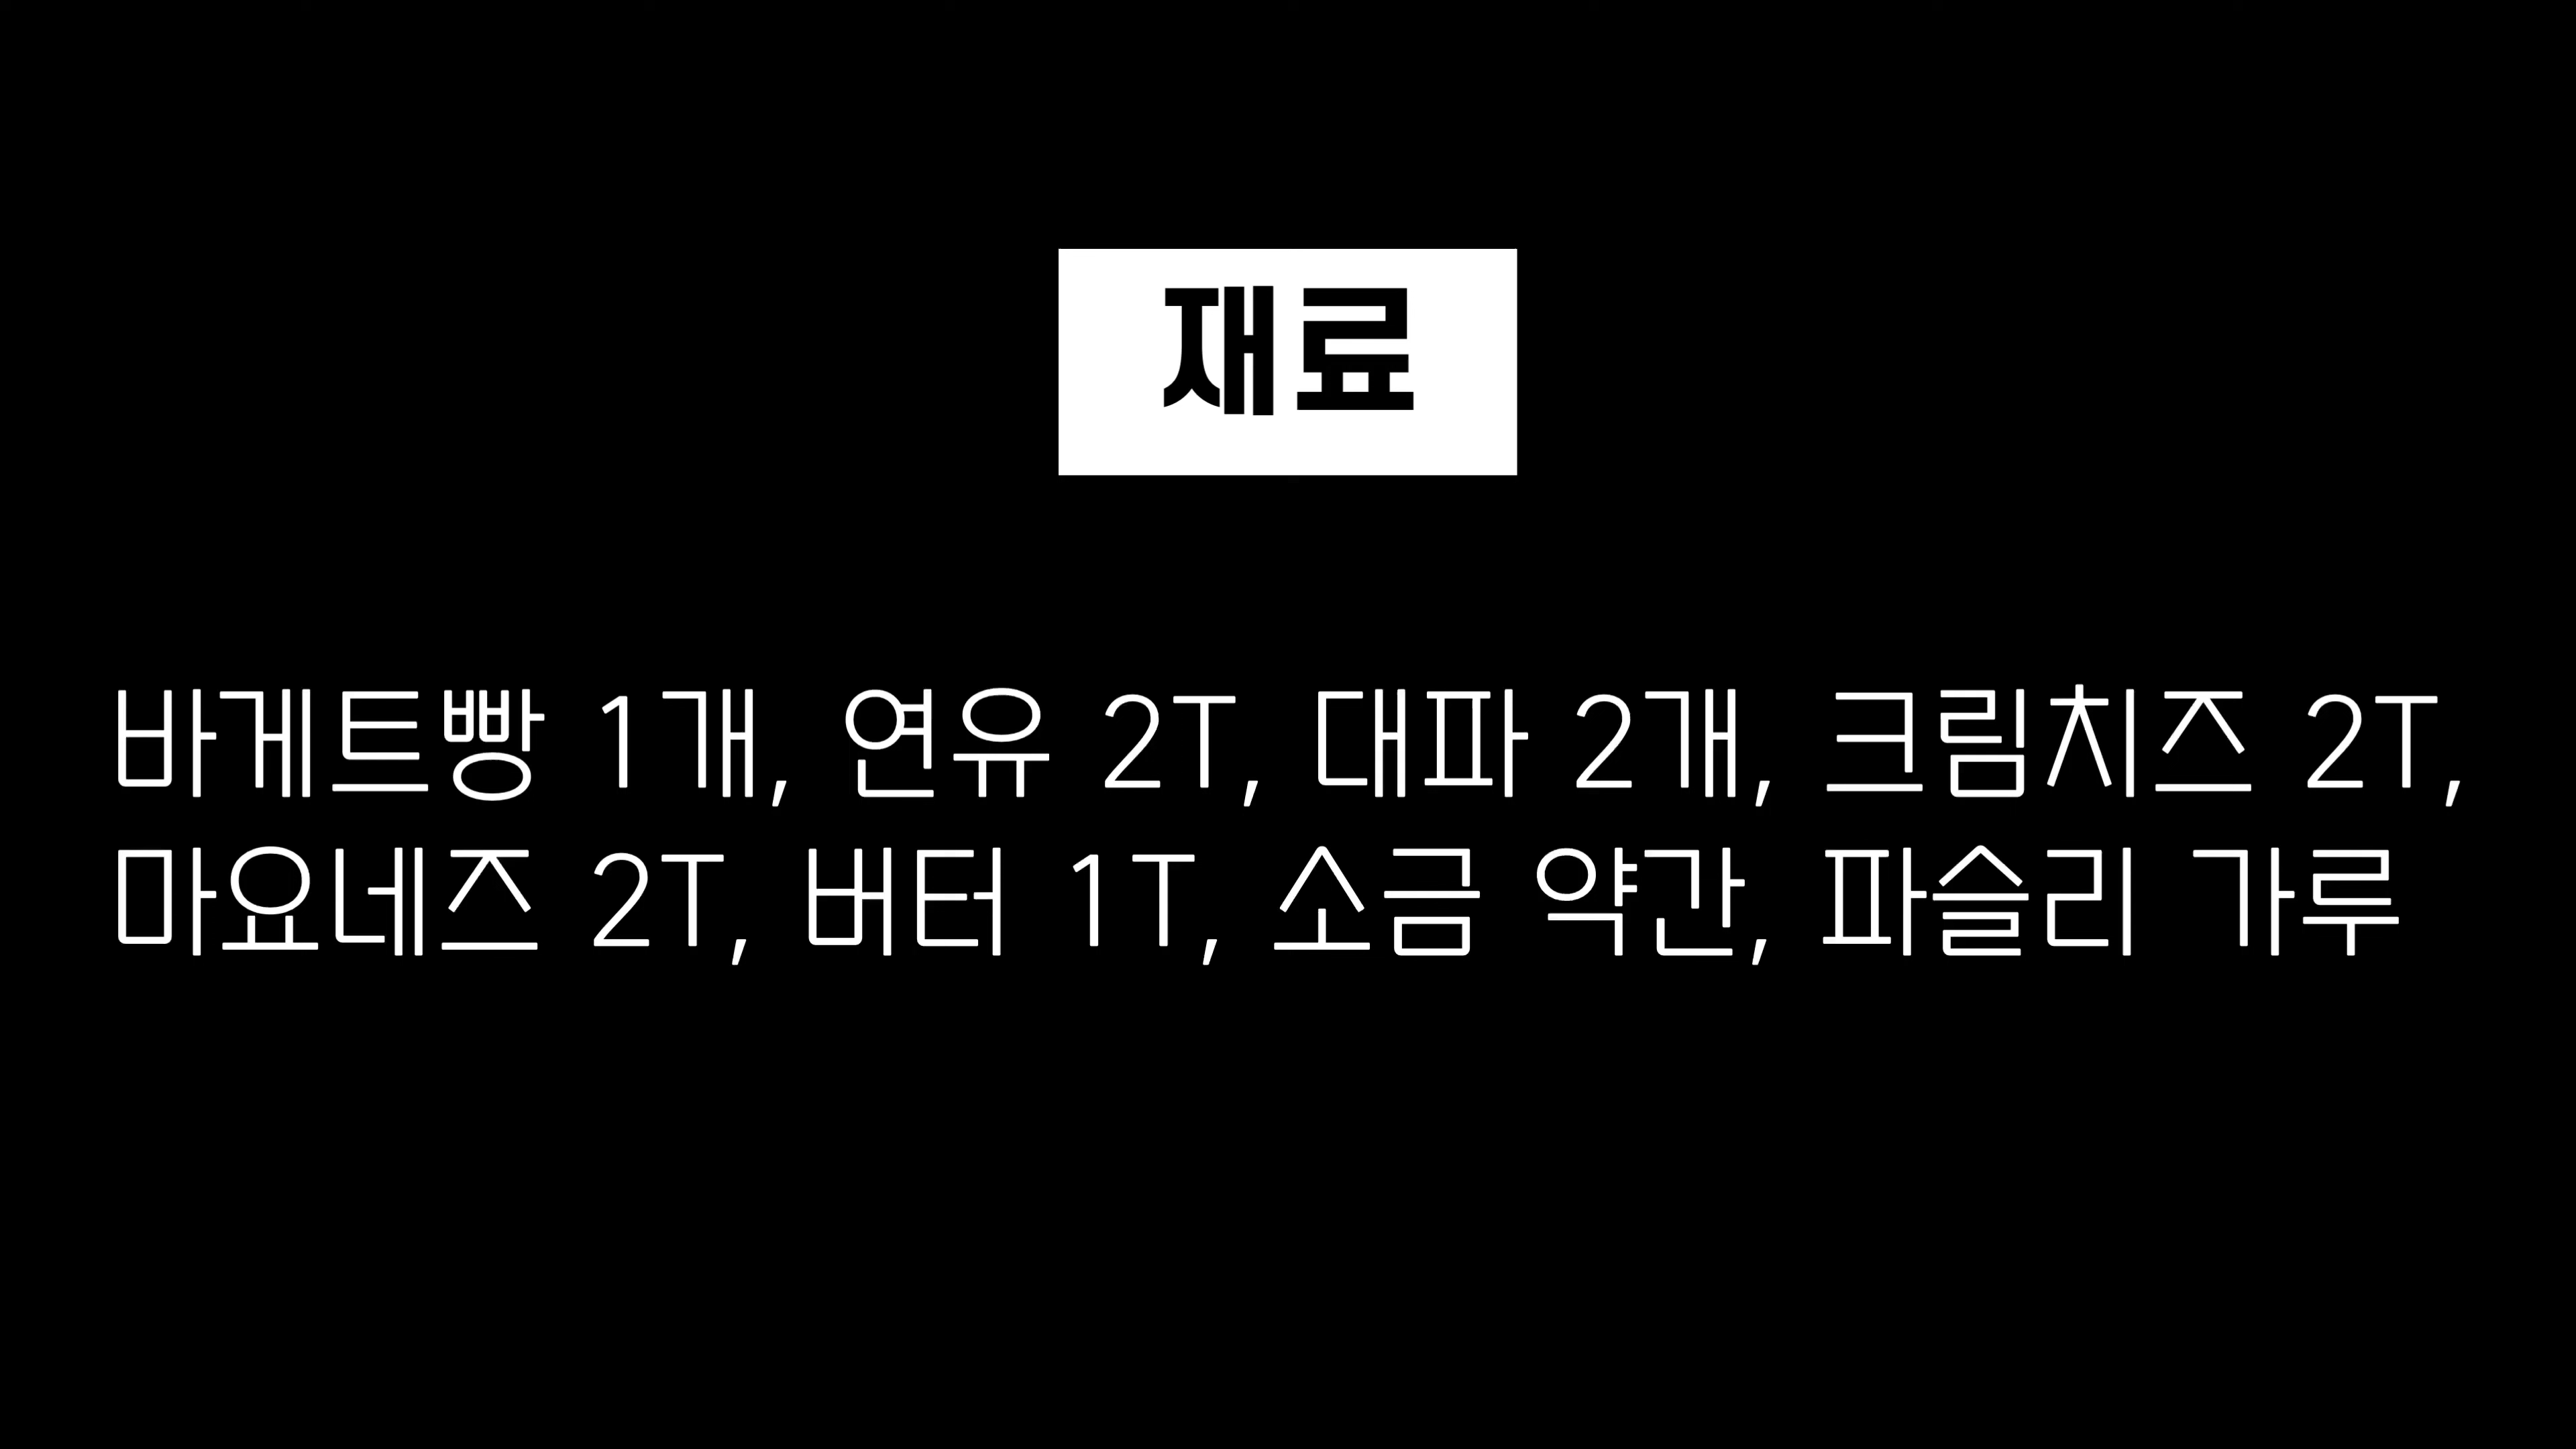 재료
바게트빵 1개, 연유 2T, 대파 2개, 크림치즈 2T,
마요네즈 2T, 버터 1T, 소금 약간, 파슬리 가루